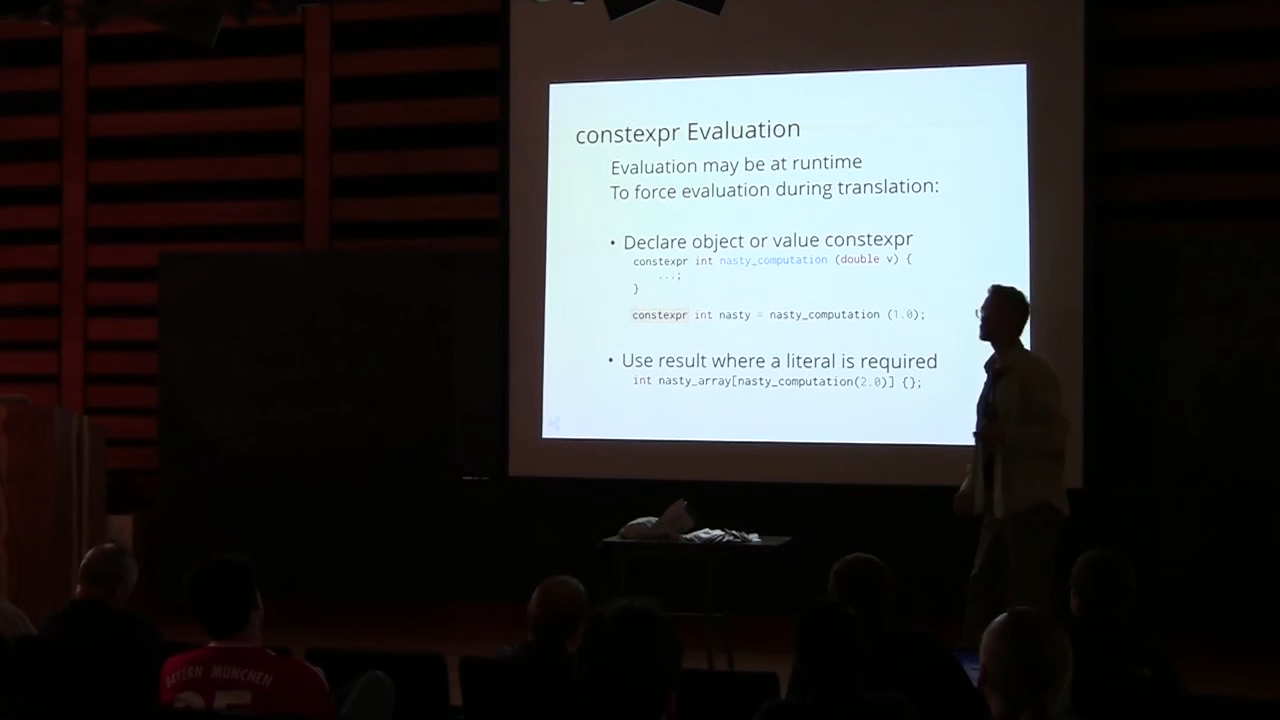 constexpr Evaluation
Evaluation may be at runtime
To force evaluation during translation:
• Declare object or value constexpr
constexpr int nasty_computation (double v) {
...;
}
constexpr int nasty = nasty_computation (1.0);
• Use result where a literal is required
int nasty_array[nasty_computation(2.0)] {};
BAYERN MÜNCHEN